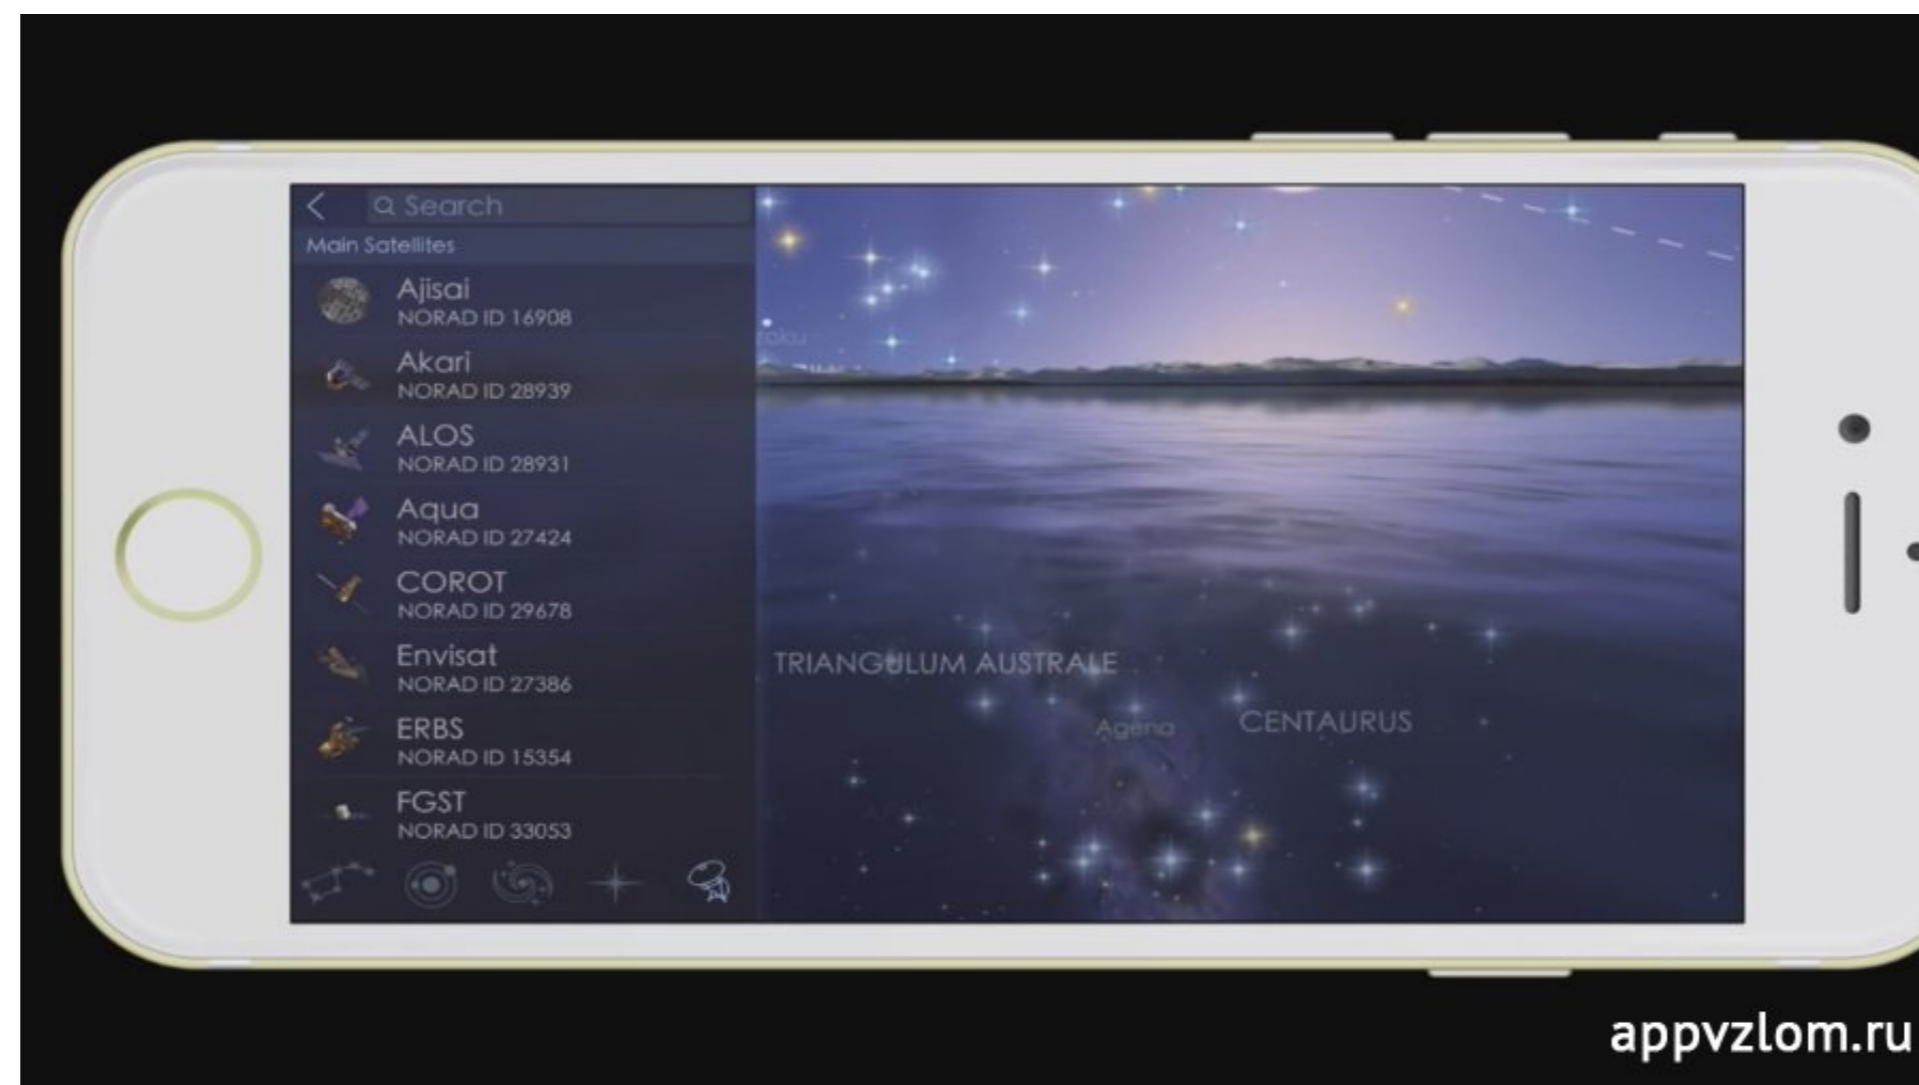 Search
Main Satellites
Ajisai
NORAD ID 16908
Akari
NORAD ID 28939
ALOS
NORAD ID 28931
Aqua
NORAD ID 27424
COROT
NORAD ID 29678
Envisat
NORAD ID 27386
ERBS
NORAD ID 15354
FGST
NORAD ID 33053
TRIANGULUM AUSTRALE
Agena
CENTAURUS
appvzlom.ru